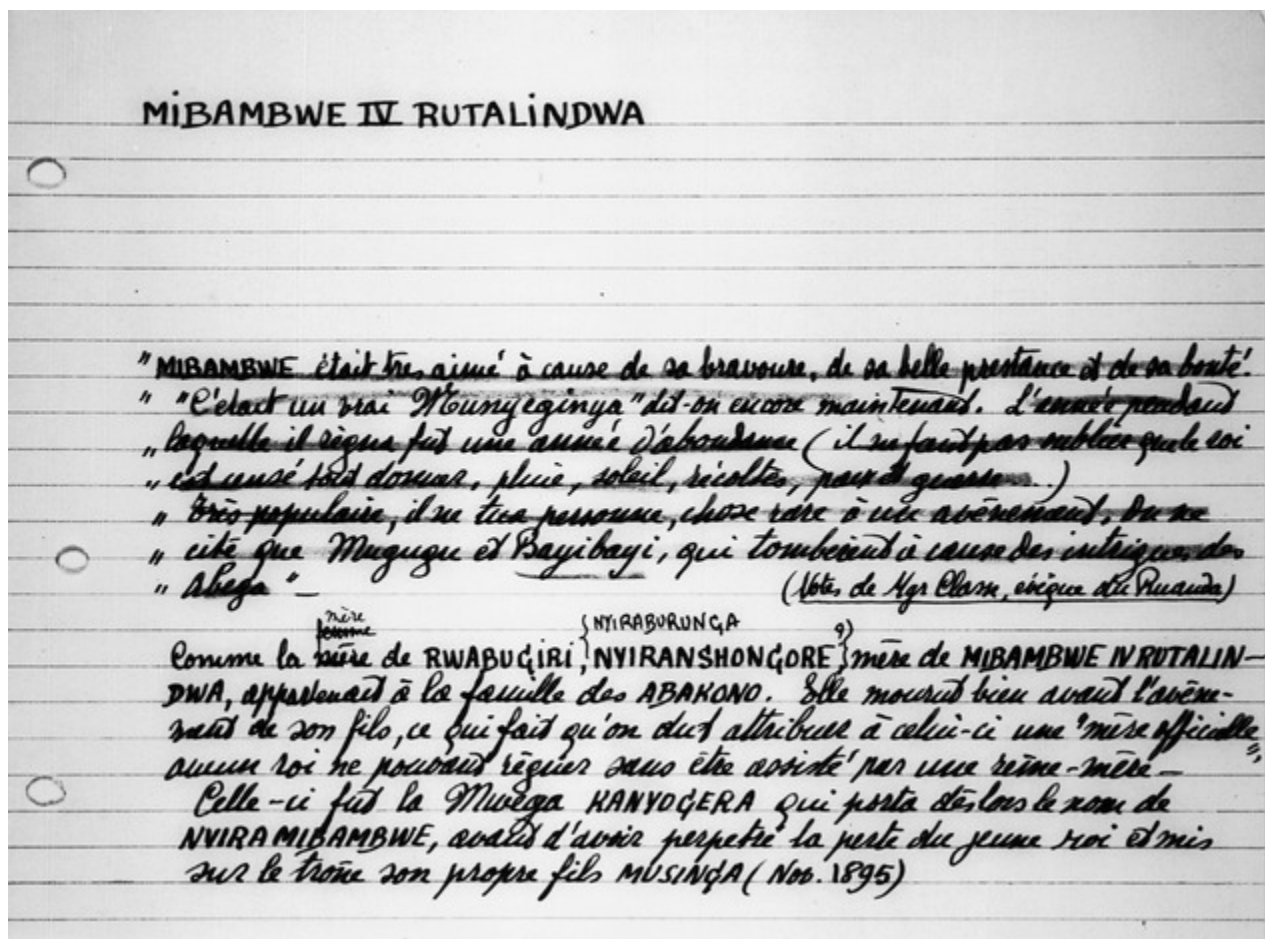 MIBAMBWE IV RUTALINDWA
" MIBAMBWE était très aimé à cause de sa bravoure, de sa belle prestance et de sa bonté.
" "C'était un vrai Munyeginya" dit-on encore maintenant. L'année pendant
" laquelle il régna fut une année d'abondance (il ne faut pas oublier que le roi
" est censé tout donner, pluie, soleil, récoltes, paix et guerre...)
" Très populaire, il ne tua personne, chose rare à un avènement. On ne
" cite que Mugugu et Bayibayi, qui tombèrent à cause des intrigues des
" Abega" —
(Notes de Mgr Classe, évêque du Ruanda)
mère
femme
{NYIRABURUNGA
Comme la mère de RWABUGIRI, NYIRANSHONGORE } mère de MIBAMBWE IV RUTALIN-
DWA, appartenait à la famille des ABAKONO. Elle mourut bien avant l'avène-
ment de son fils, ce qui fait qu'on dut attribuer à celui-ci une "mère officielle",
aucun roi ne pouvant régner sans être assisté par une reine-mère —
Celle-ci fut la Mwega KANYOGERA qui porta dès lors le nom de
NYIRAMIBAMBWE, avant d'avoir perpétré la perte du jeune roi et mis
sur le trône son propre fils MUSINGA (Nov. 1895)